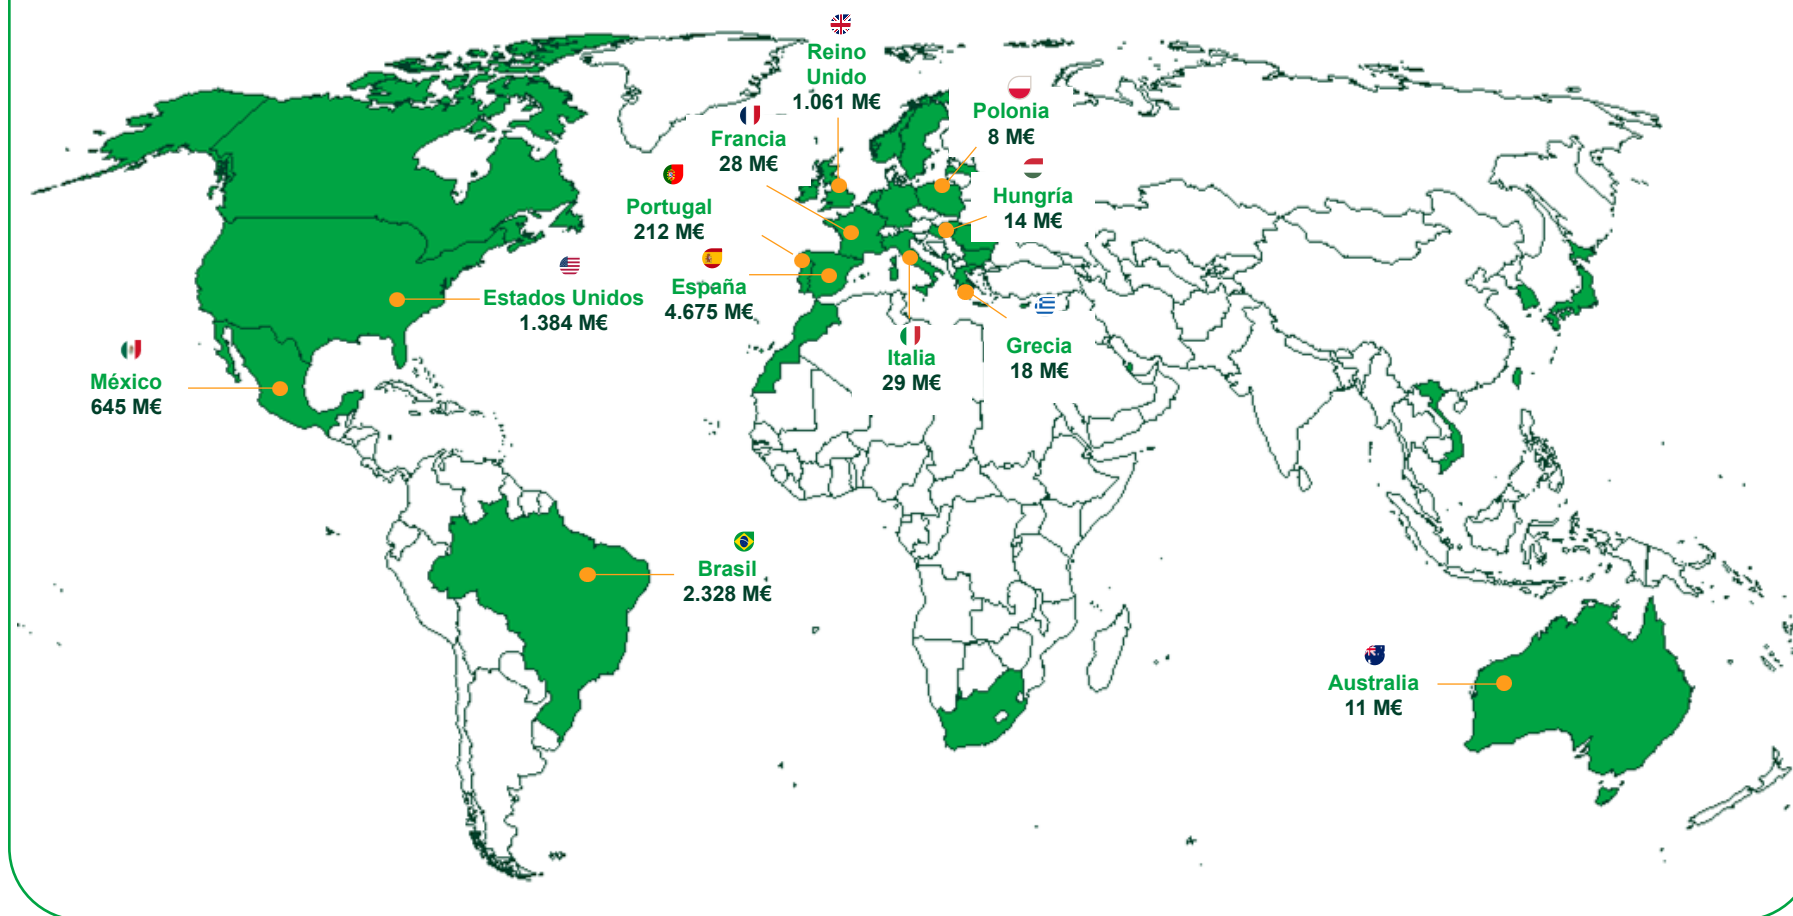 Reino
Unido
1.061 M€
Polonia
8 M€
Francia
28 M€
Hungría
14 M€
Portugal
212 M€
España
4.675 M€
Estados Unidos
1.384 M€
Italia
29 M€
Grecia
18 M€
México
645 M€
Brasil
2.328 M€
Australia
11 M€